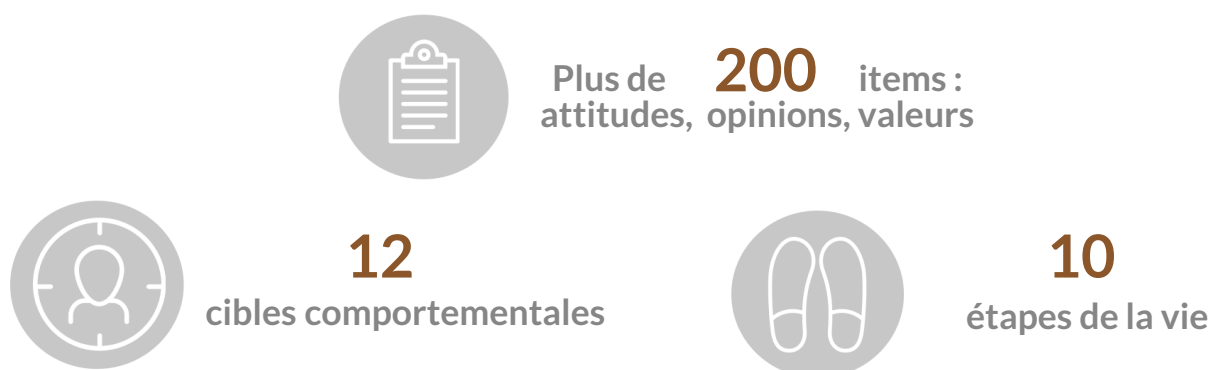 Plus de 200 items :
attitudes, opinions, valeurs
12
cibles comportementales
10
étapes de la vie